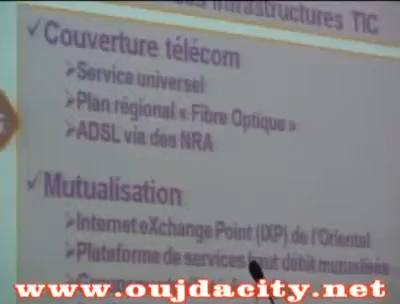 infrastructures TIC
✓Couverture télécom
➢Service universel
➢Plan régional « Fibre Optique »
➢ADSL via des NRA
✓Mutualisation
➢Internet eXchange Point (IXP) de l'Oriental
➢Plateforme de services haut débit mutualisés
www.oujdacity.net